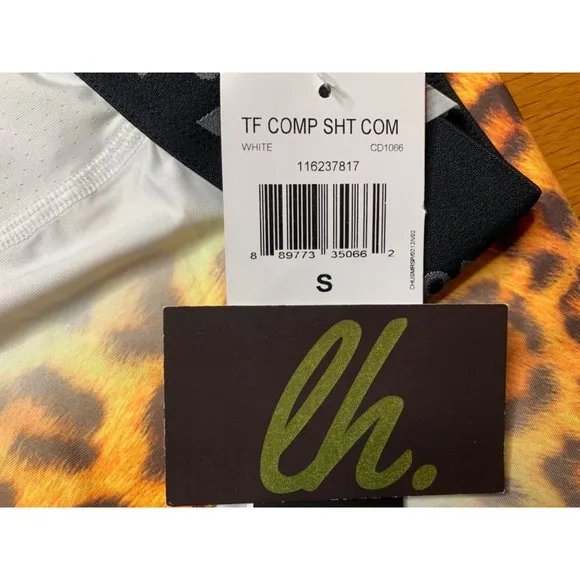 TF COMP SHT COM
WHITE CD1066
116237817
8 89773 35066 2
S
lh.